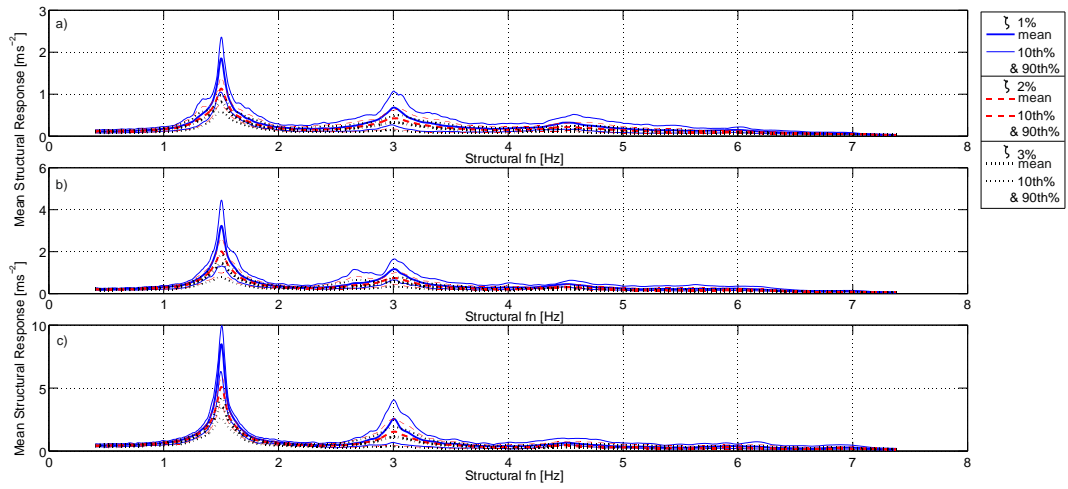 3
2
1
0
a)
0 1 2 3 4 5 6 7 8
Structural fn [Hz]
Mean Structural Response [ms⁻²]
6
4
2
0
b)
0 1 2 3 4 5 6 7 8
Structural fn [Hz]
Mean Structural Response [ms⁻²]
10
5
0
c)
0 1 2 3 4 5 6 7 8
Structural fn [Hz]
ζ 1%
mean
10th%
& 90th%
ζ 2%
mean
10th%
& 90th%
ζ 3%
mean
10th%
& 90th%